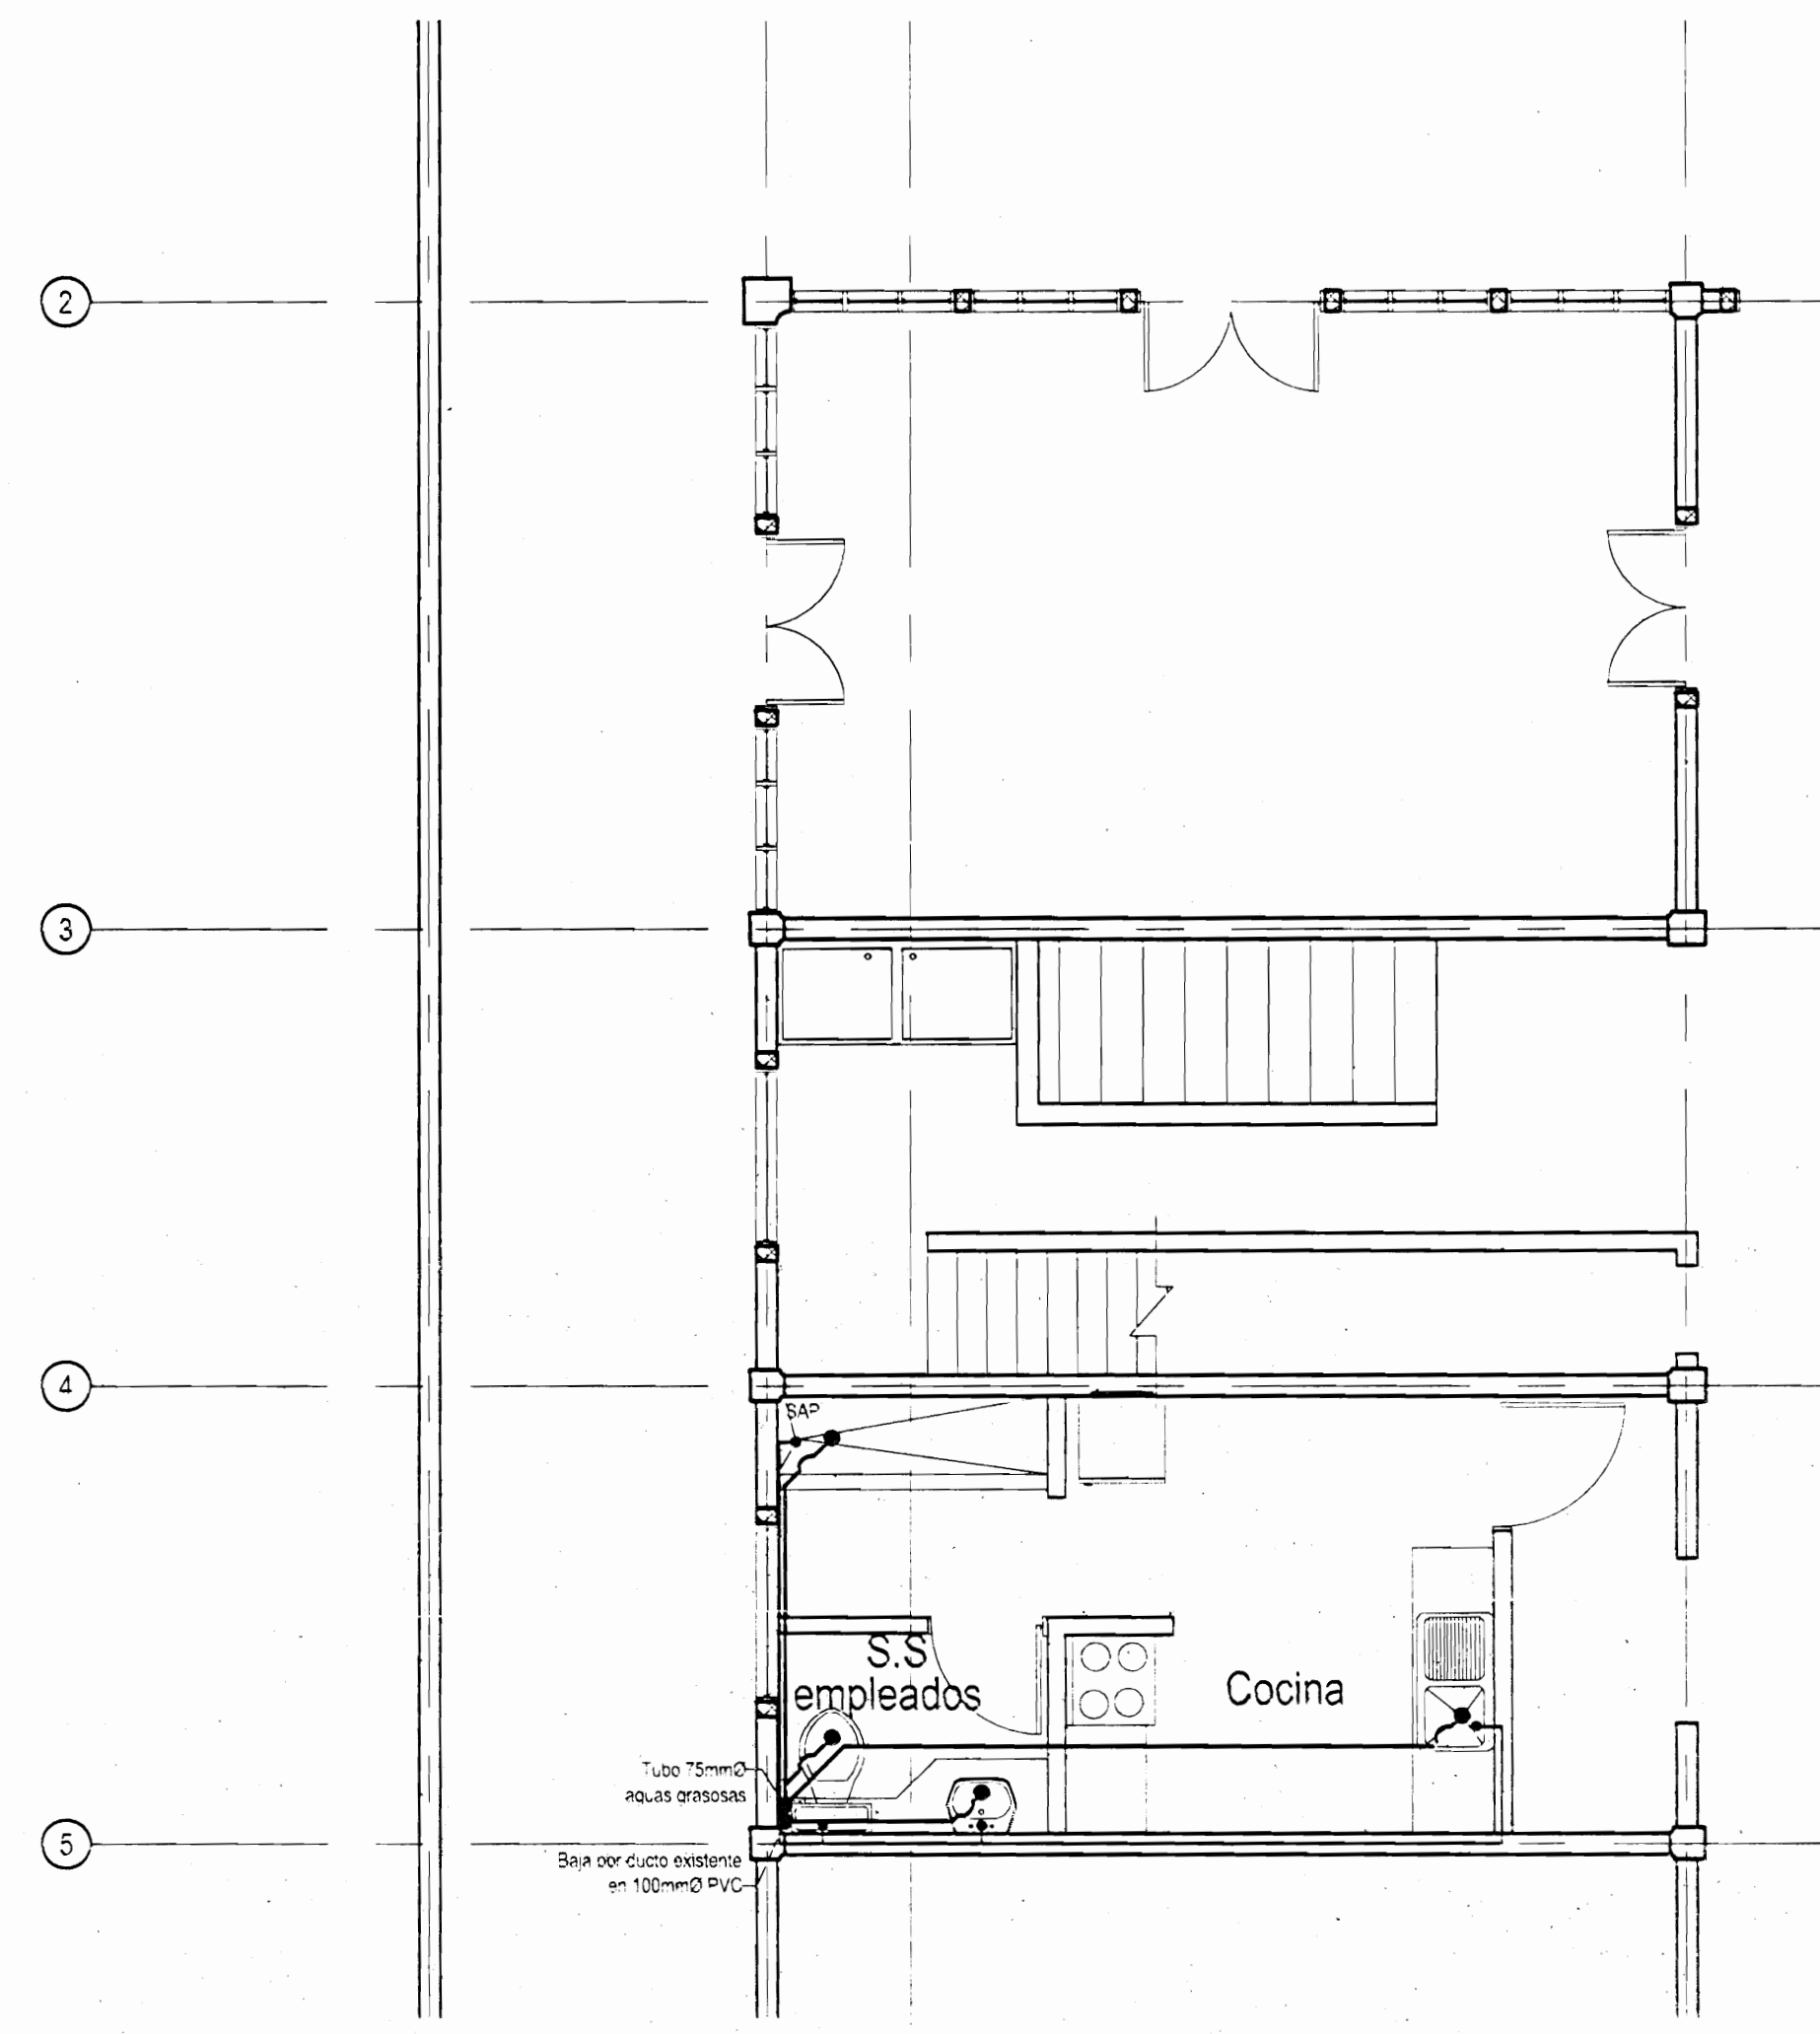 2
3
4
SAP
S.S
empleados
Cocina
Tubo 75mmØ
aguas grasosas
5
Baja por ducto existente
en 100mmØ PVC